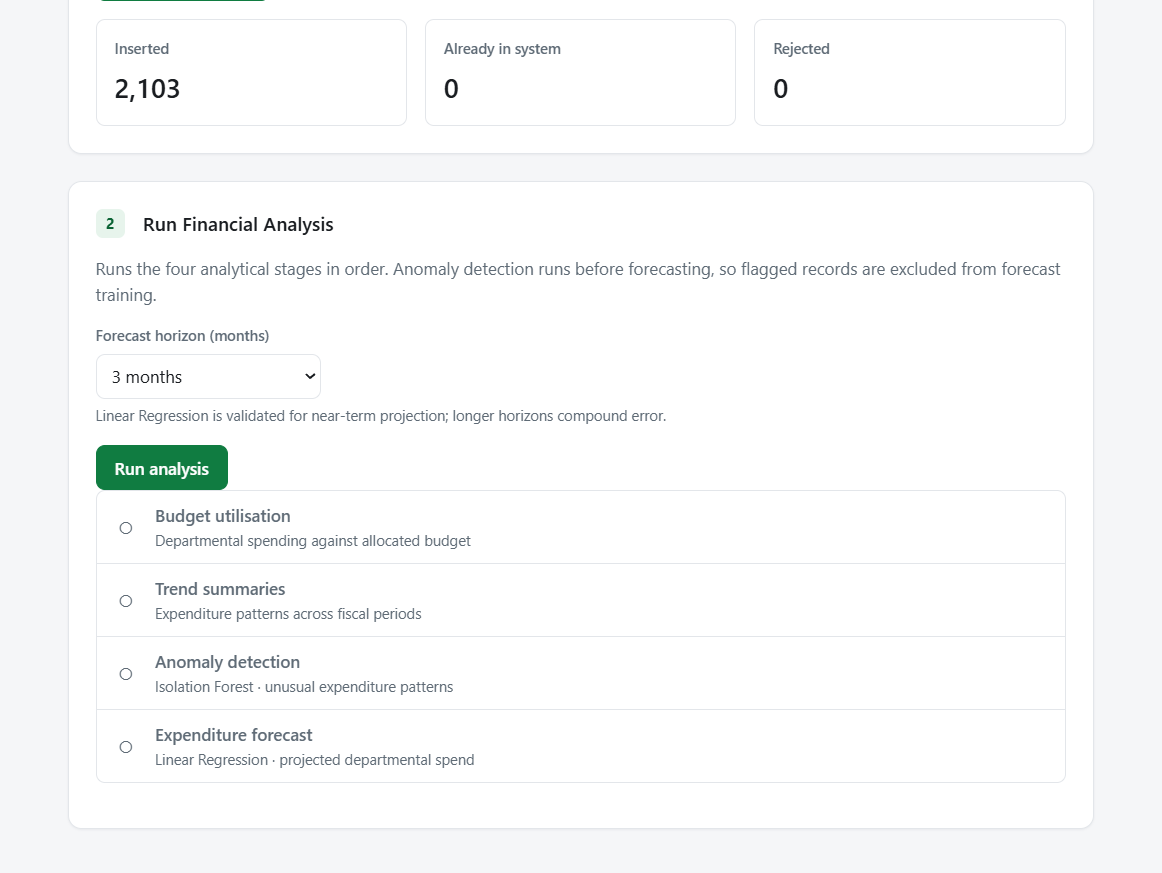 Inserted
Already in system
Rejected
2,103
0
0
2
Run Financial Analysis
Runs the four analytical stages in order. Anomaly detection runs before forecasting, so flagged records are excluded from forecast
training.
Forecast horizon (months)
3 months
Linear Regression is validated for near-term projection; longer horizons compound error.
Run analysis
Budget utilisation
Departmental spending against allocated budget
Trend summaries
Expenditure patterns across fiscal periods
Anomaly detection
Isolation Forest · unusual expenditure patterns
Expenditure forecast
Linear Regression · projected departmental spend